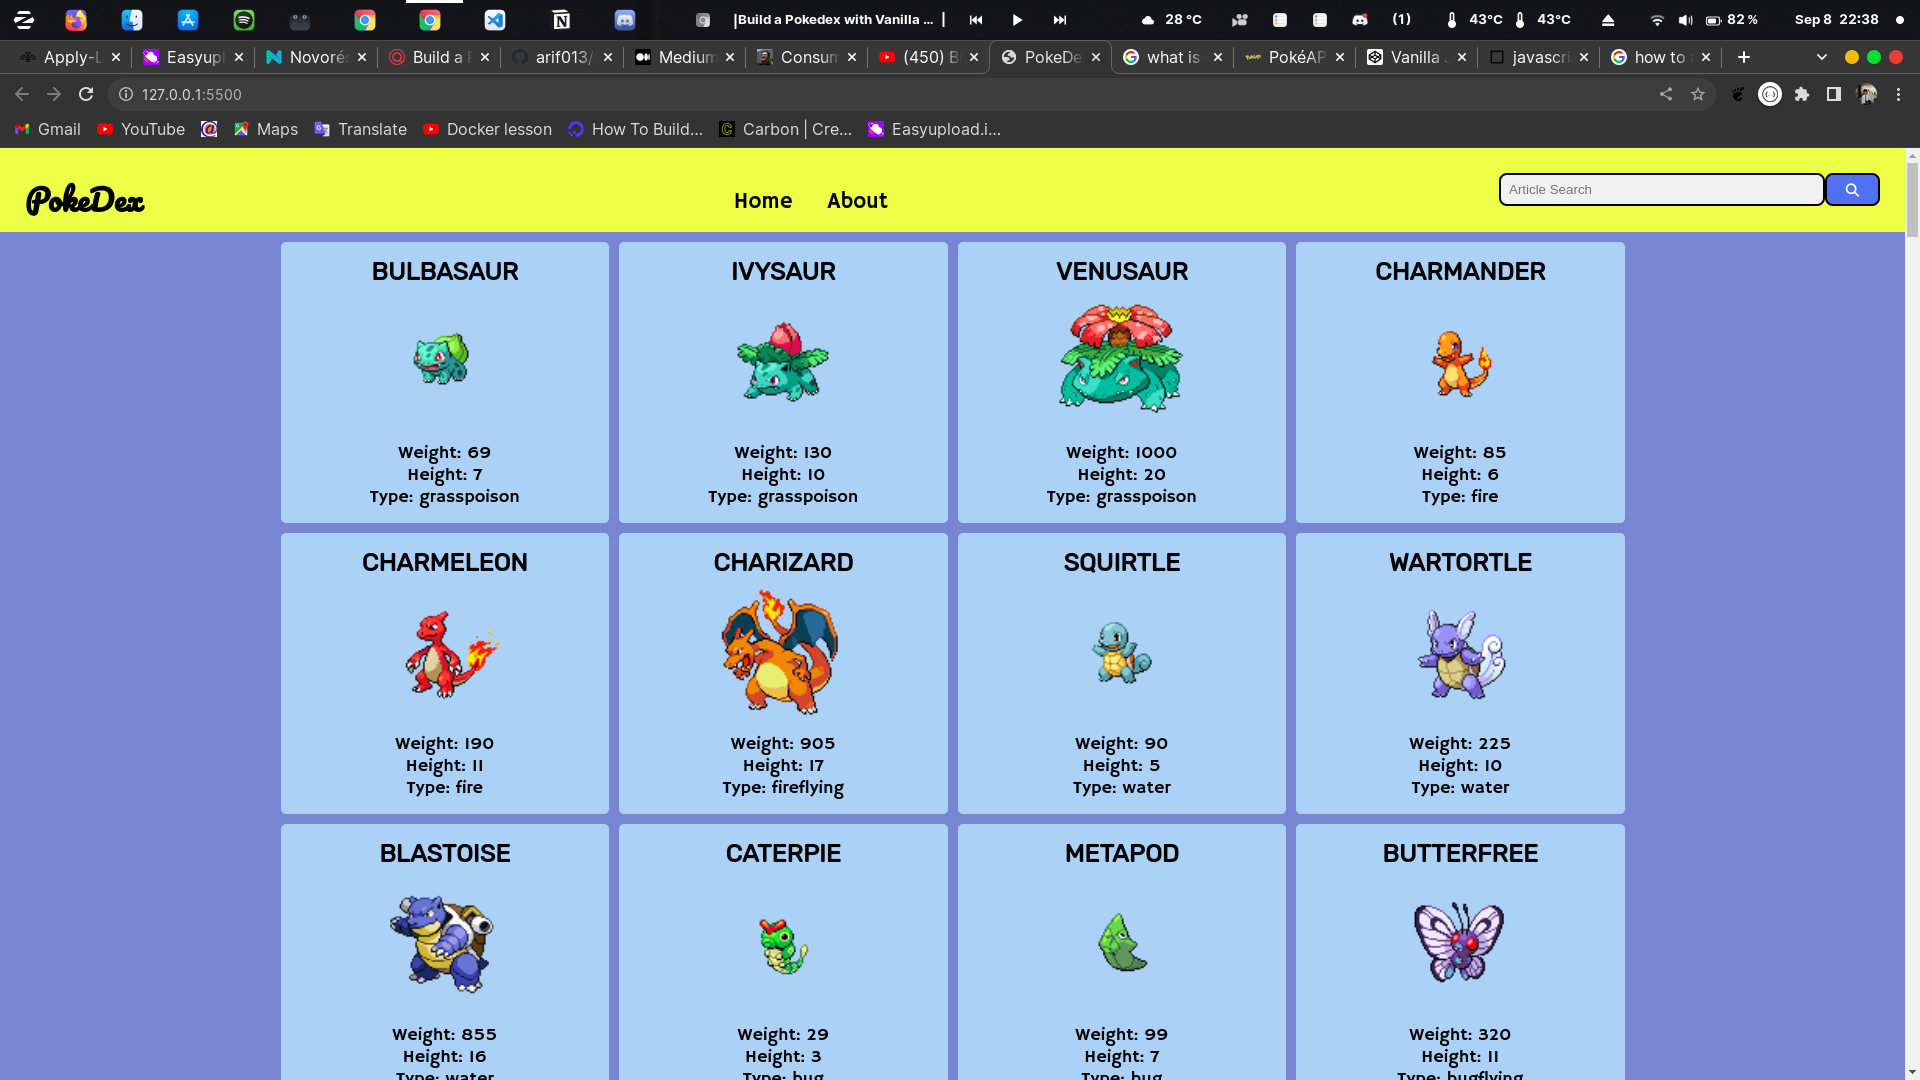 |Build a Pokedex with Vanilla ... |
28 °C
(1)
43°C
43°C
82 %
Sep 8 22:38
Apply-L
Easyupl
Novorés
Build a P
arif013/
Medium
Consum
(450) B
PokeDe
what is
PokéAP
Vanilla J
javascri
how to a
127.0.0.1:5500
Gmail
YouTube
Maps
Translate
Docker lesson
How To Build...
Carbon | Cre...
Easyupload.i...
PokeDex
Home
About
Article Search
BULBASAUR
IVYSAUR
VENUSAUR
CHARMANDER
Weight: 69
Height: 7
Type: grasspoison
Weight: 130
Height: 10
Type: grasspoison
Weight: 1000
Height: 20
Type: grasspoison
Weight: 85
Height: 6
Type: fire
CHARMELEON
CHARIZARD
SQUIRTLE
WARTORTLE
Weight: 190
Height: 11
Type: fire
Weight: 905
Height: 17
Type: fireflying
Weight: 90
Height: 5
Type: water
Weight: 225
Height: 10
Type: water
BLASTOISE
CATERPIE
METAPOD
BUTTERFREE
Weight: 855
Height: 16
Type: water
Weight: 29
Height: 3
Type: bug
Weight: 99
Height: 7
Type: bug
Weight: 320
Height: 11
Type: bugflying